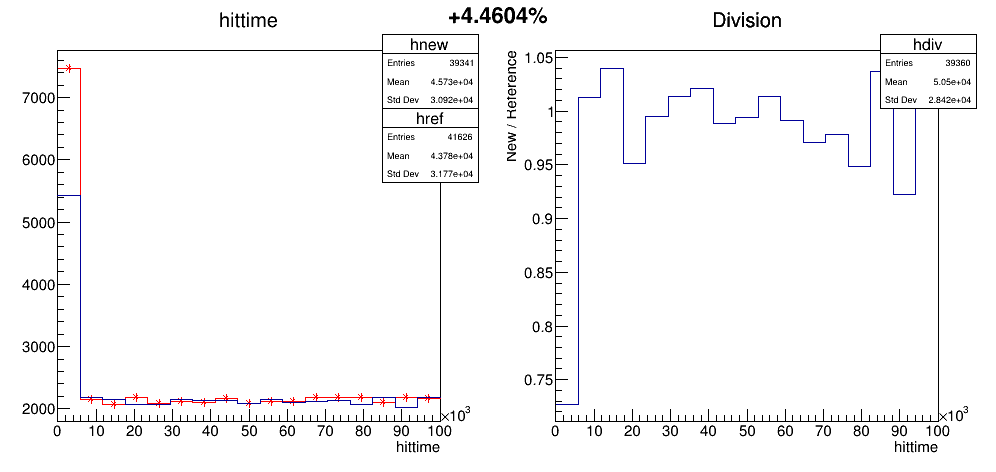 +4.4604%
hittime
hnew
Entries 39341
Mean 4.573e+04
Std Dev 3.092e+04
href
Entries 41626
Mean 4.378e+04
Std Dev 3.177e+04
7000
6000
5000
4000
3000
2000
0 10 20 30 40 50 60 70 80 90 100
×10³
hittime
Division
hdiv
Entries 39360
Mean 5.05e+04
Std Dev 2.842e+04
New / Reference
1.05
1
0.95
0.9
0.85
0.8
0.75
0 10 20 30 40 50 60 70 80 90 100
×10³
hittime